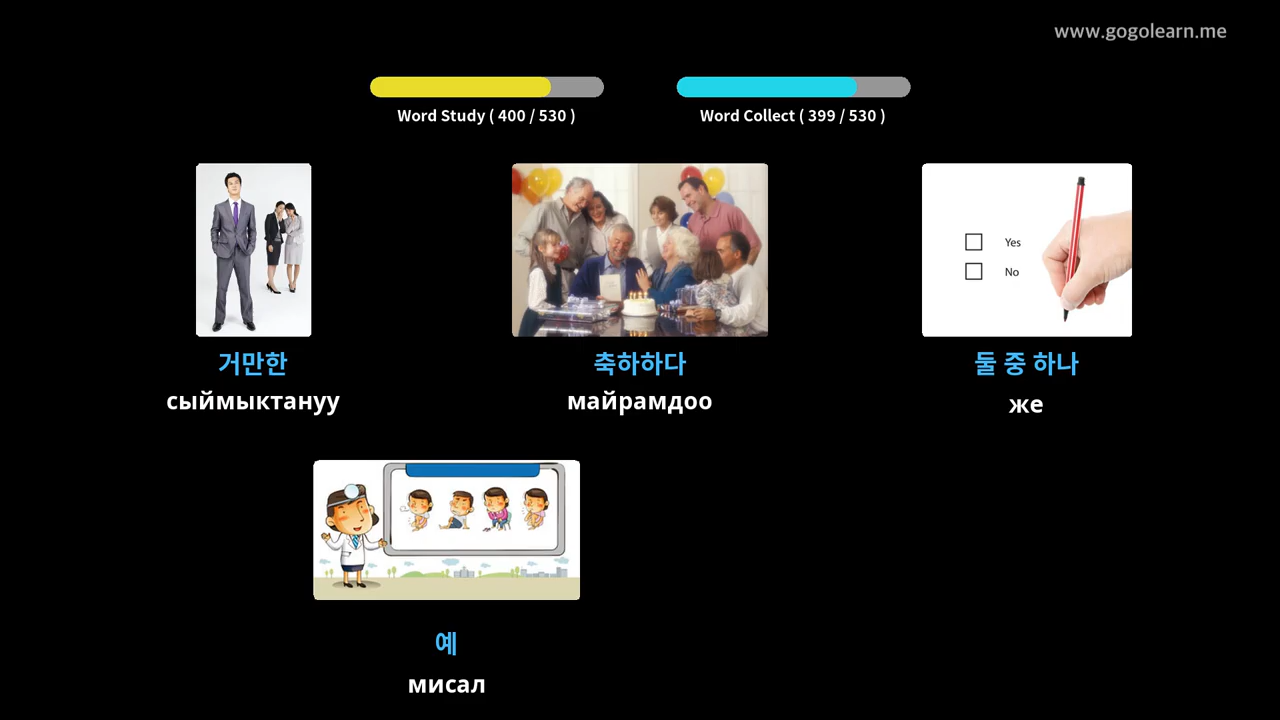 www.gogolearn.me
Word Study ( 400 / 530 )
Word Collect ( 399 / 530 )
Yes
No
거만한
сыймыктануу
축하하다
майрамдоо
둘 중 하나
же
예
мисал